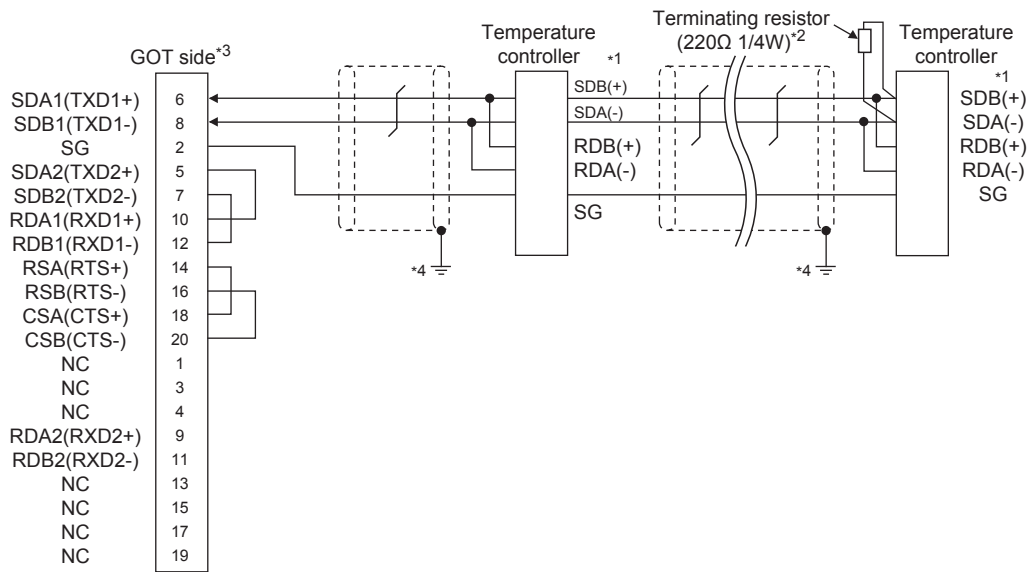 Terminating resistor
(220Ω 1/4W)*2
GOT side*3
Temperature
controller
*1
Temperature
controller
*1
SDA1(TXD1+) 6
SDB1(TXD1-) 8
SG 2
SDA2(TXD2+) 5
SDB2(TXD2-) 7
RDA1(RXD1+) 10
RDB1(RXD1-) 12
RSA(RTS+) 14
RSB(RTS-) 16
CSA(CTS+) 18
CSB(CTS-) 20
NC 1
NC 3
NC 4
RDA2(RXD2+) 9
RDB2(RXD2-) 11
NC 13
NC 15
NC 17
NC 19
*4
SDB(+)
SDA(-)
RDB(+)
RDA(-)
SG
*4
SDB(+)
SDA(-)
RDB(+)
RDA(-)
SG